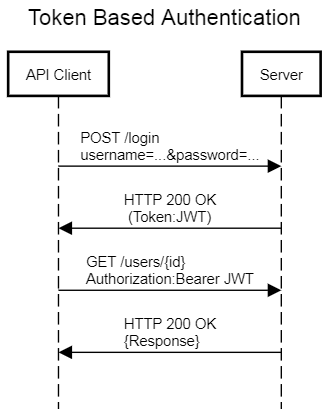 Token Based Authentication
API Client
Server
POST /login
username=...&password=...
HTTP 200 OK
(Token:JWT)
GET /users/{id}
Authorization:Bearer JWT
HTTP 200 OK
{Response}